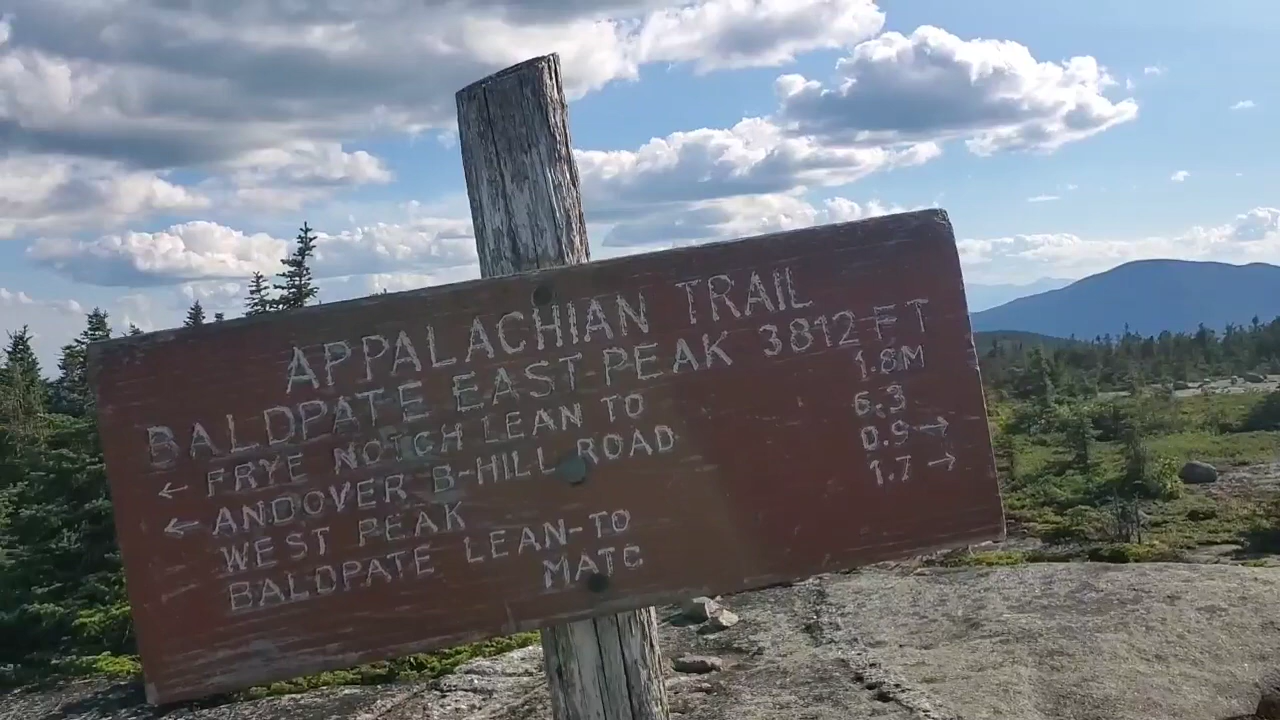 APPALACHIAN TRAIL
BALDPATE EAST PEAK 3812 FT
← FRYE NOTCH LEAN TO 1.8M
← ANDOVER B-HILL ROAD 6.3
WEST PEAK 0.9 →
BALDPATE LEAN-TO 1.7 →
MATC